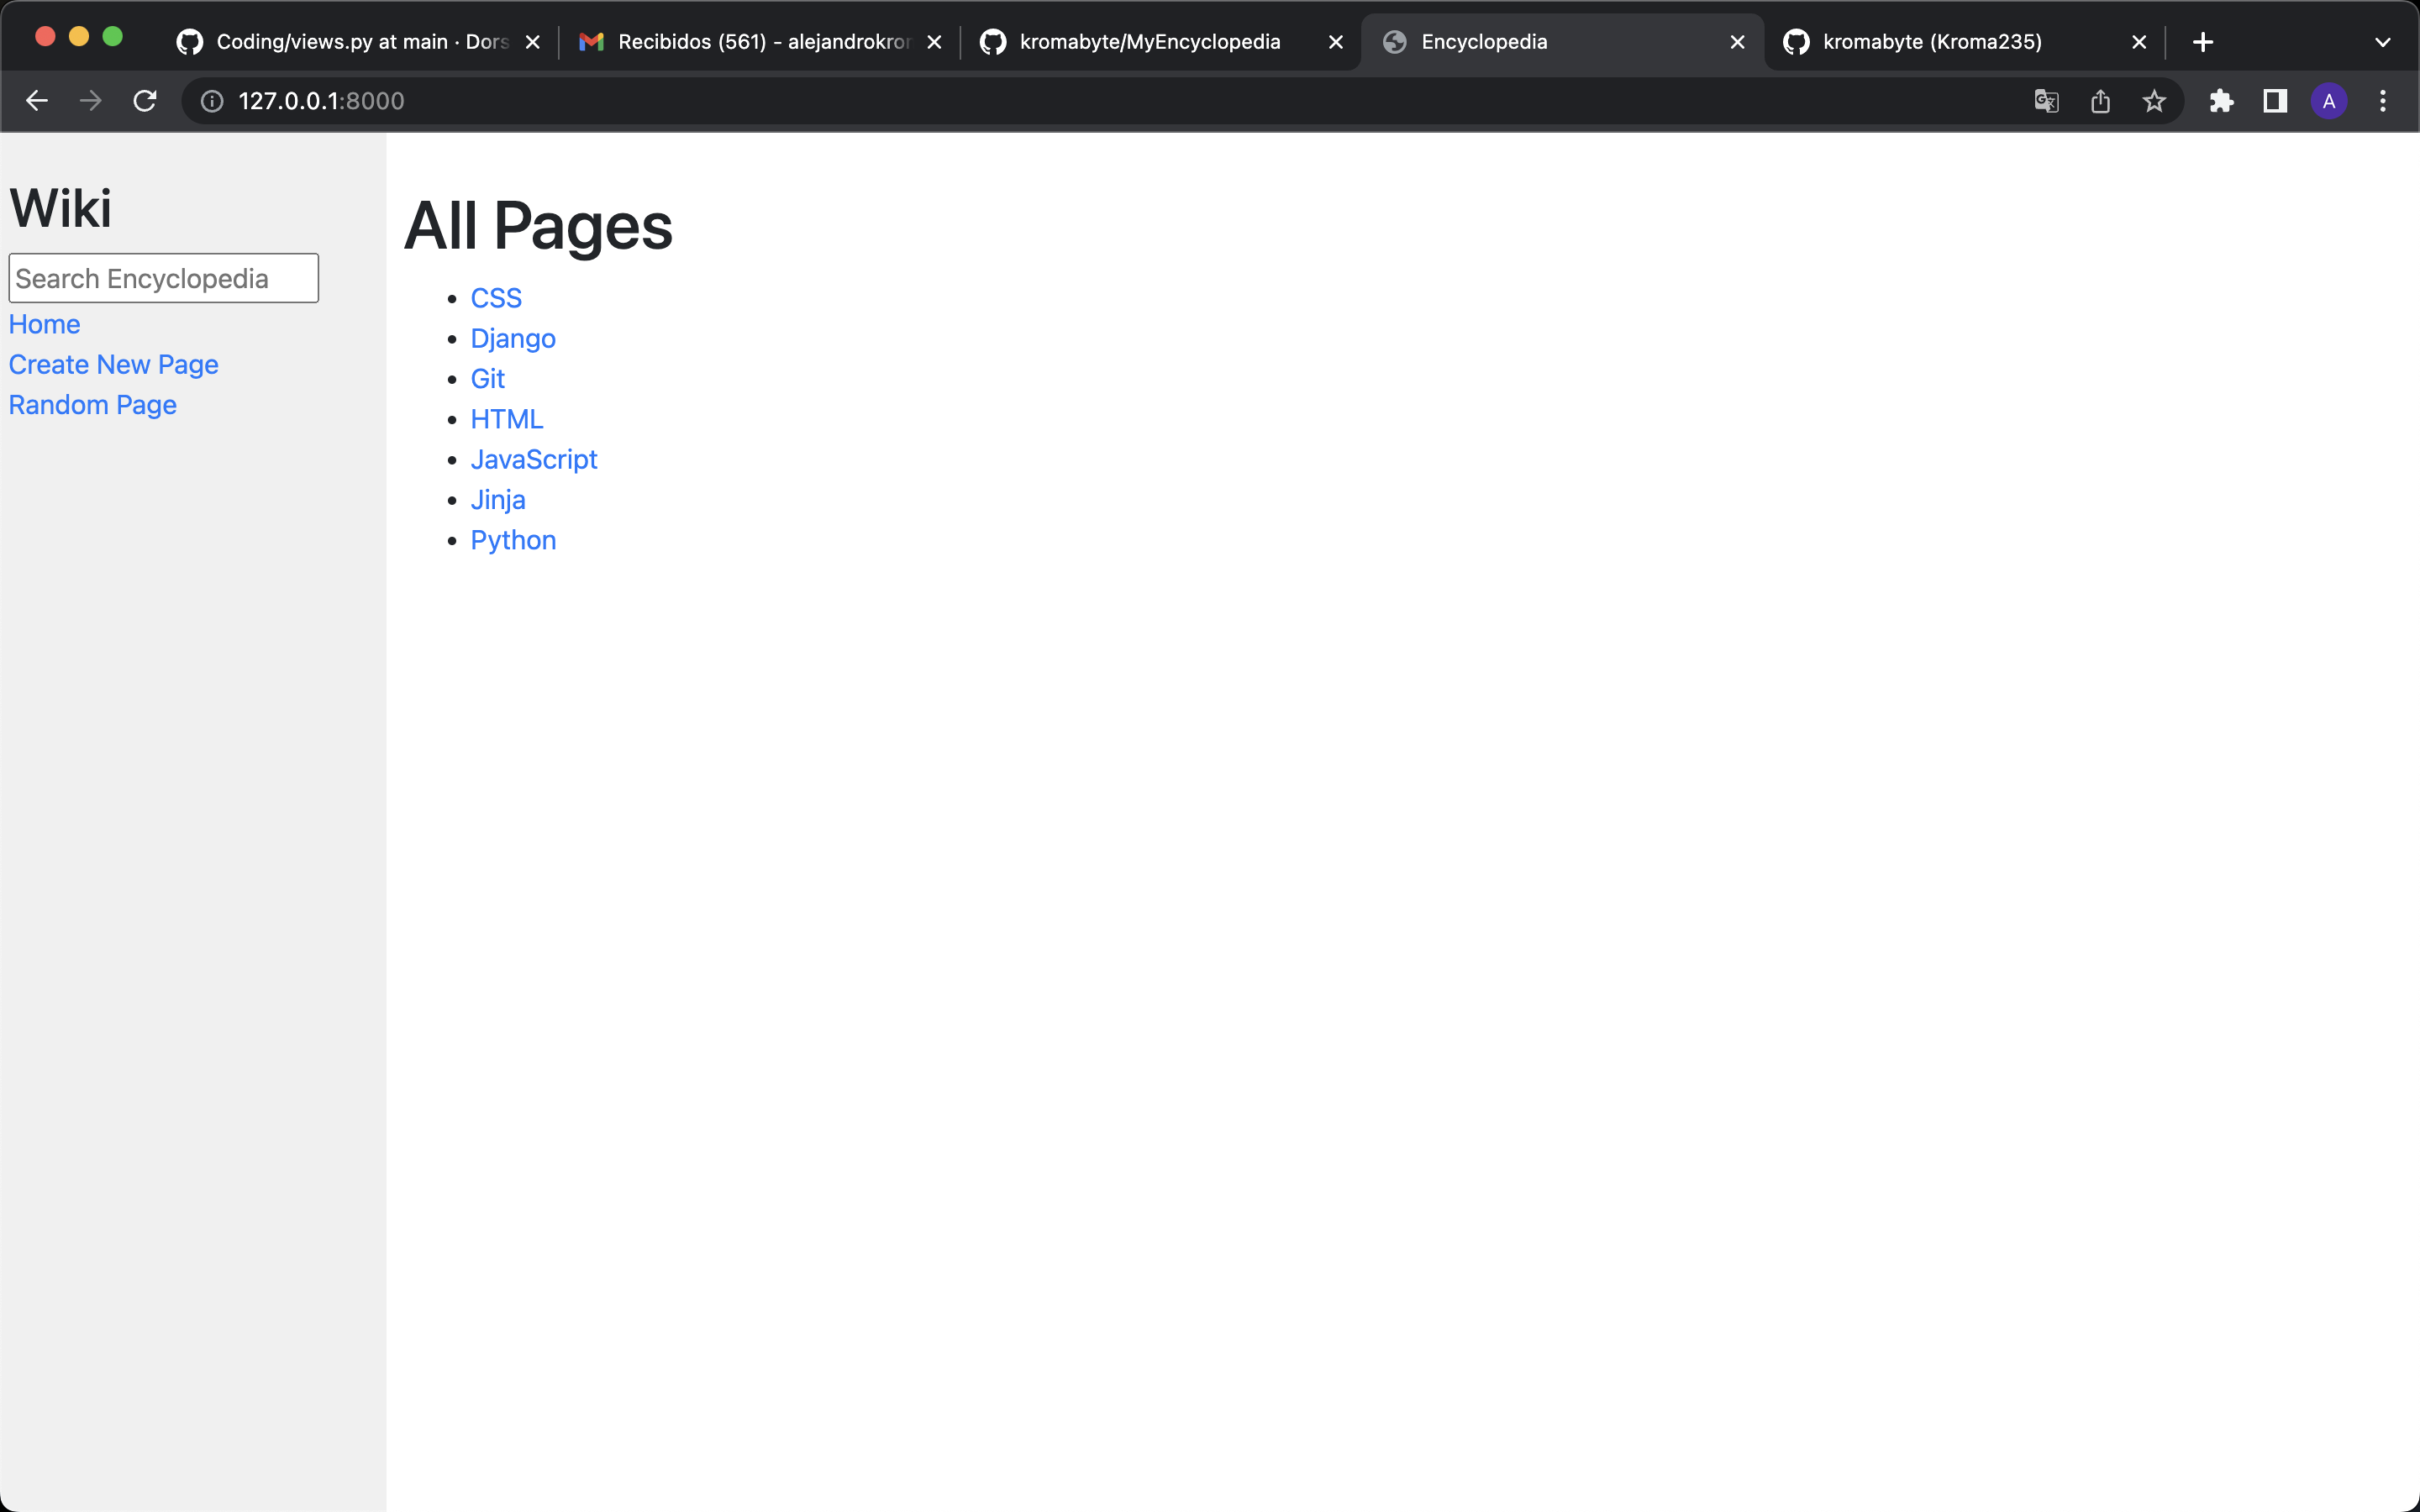 Coding/views.py at main · Dors
Recibidos (561) - alejandrokror
kromabyte/MyEncyclopedia
Encyclopedia
kromabyte (Kroma235)
127.0.0.1:8000
A
Wiki
Search Encyclopedia
Home
Create New Page
Random Page
All Pages
CSS
Django
Git
HTML
JavaScript
Jinja
Python